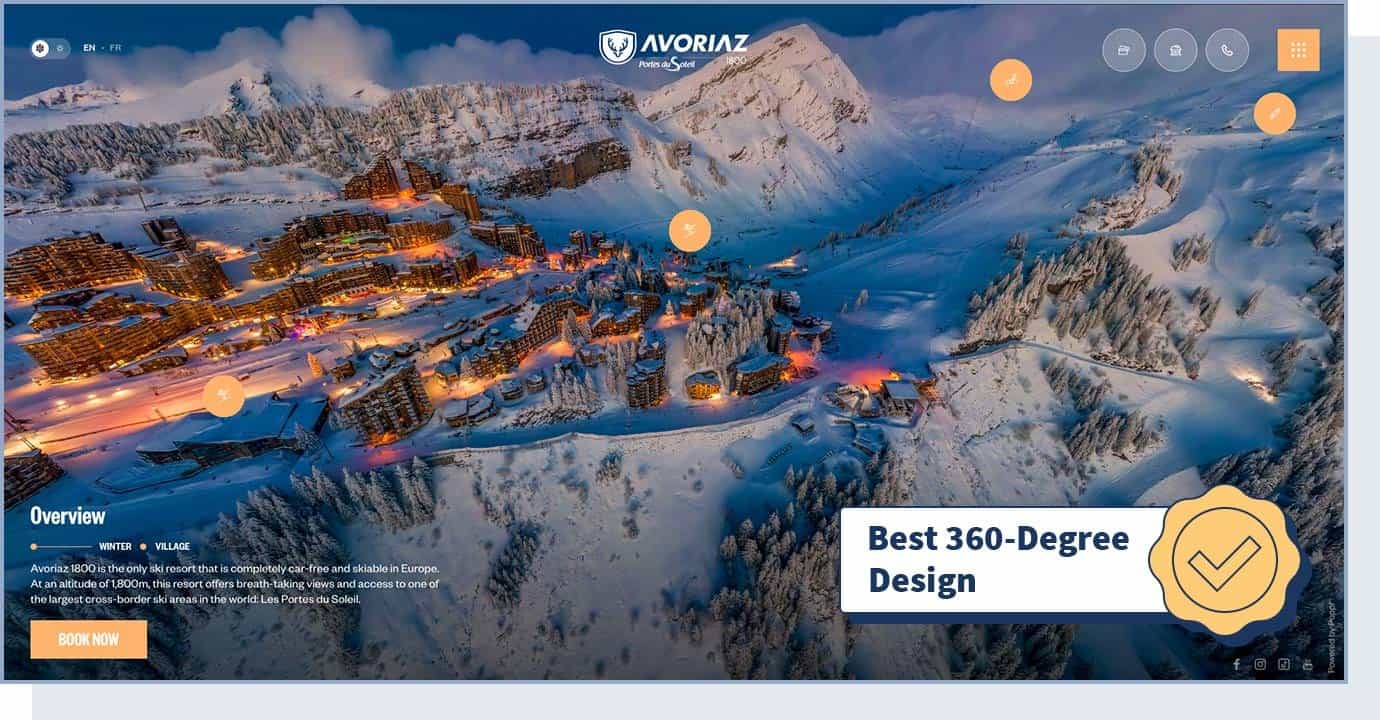 EN • FR
AVORIAZ
1800
Portes du Soleil
Overview
WINTER
VILLAGE
Avoriaz 1800 is the only ski resort that is completely car-free and skiable in Europe.
At an altitude of 1,800m, this resort offers breath-taking views and access to one of
the largest cross-border ski areas in the world: Les Portes du Soleil.
BOOK NOW
Best 360-Degree
Design
Powered by Poppr